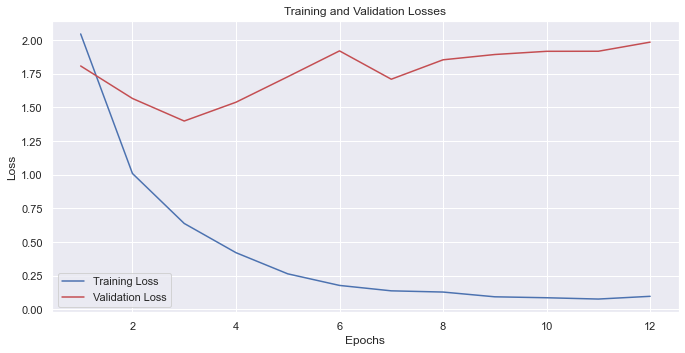 Training and Validation Losses
2.00
1.75
1.50
1.25
1.00
0.75
0.50
0.25
0.00
Loss
Training Loss
Validation Loss
2 4 6 8 10 12
Epochs